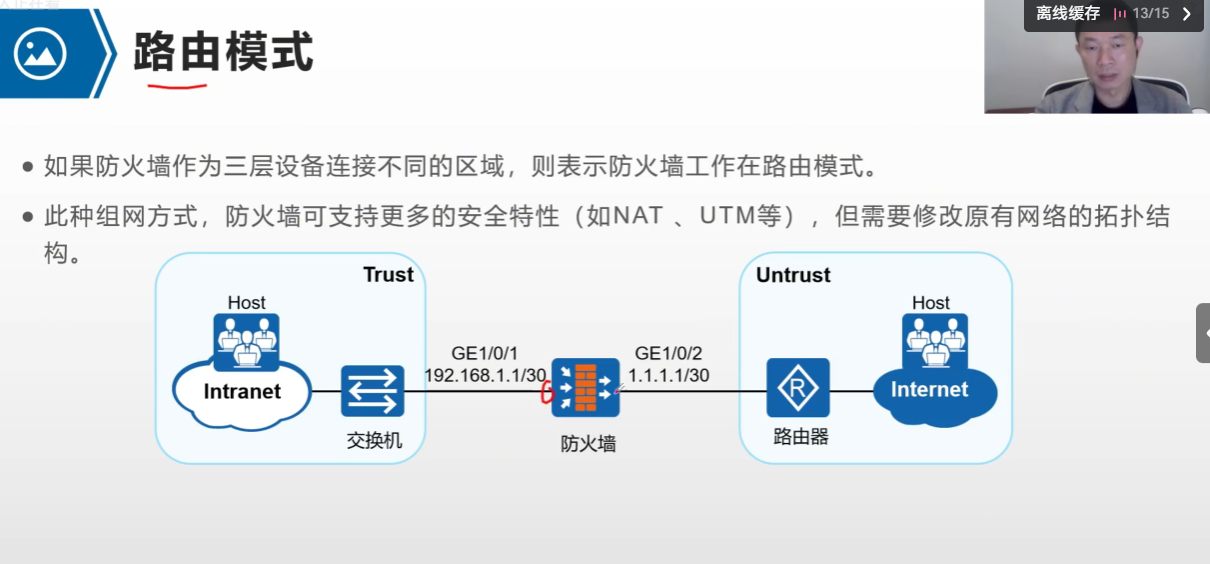 离线缓存 13/15
路由模式
● 如果防火墙作为三层设备连接不同的区域，则表示防火墙工作在路由模式。
● 此种组网方式，防火墙可支持更多的安全特性（如NAT 、UTM等），但需要修改原有网络的拓扑结
构。
Trust
Untrust
Host
Host
GE1/0/1
GE1/0/2
192.168.1.1/30
1.1.1.1/30
Intranet
R
Internet
交换机
防火墙
路由器